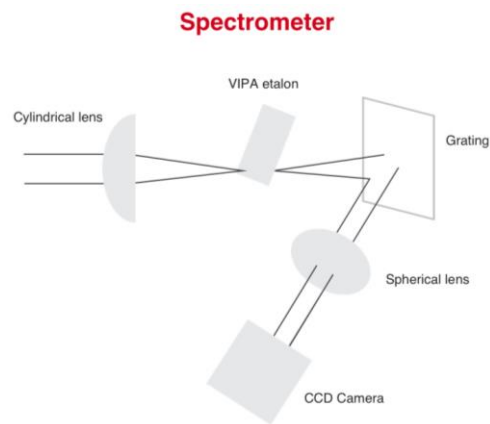 Spectrometer
VIPA etalon
Cylindrical lens
Grating
Spherical lens
CCD Camera